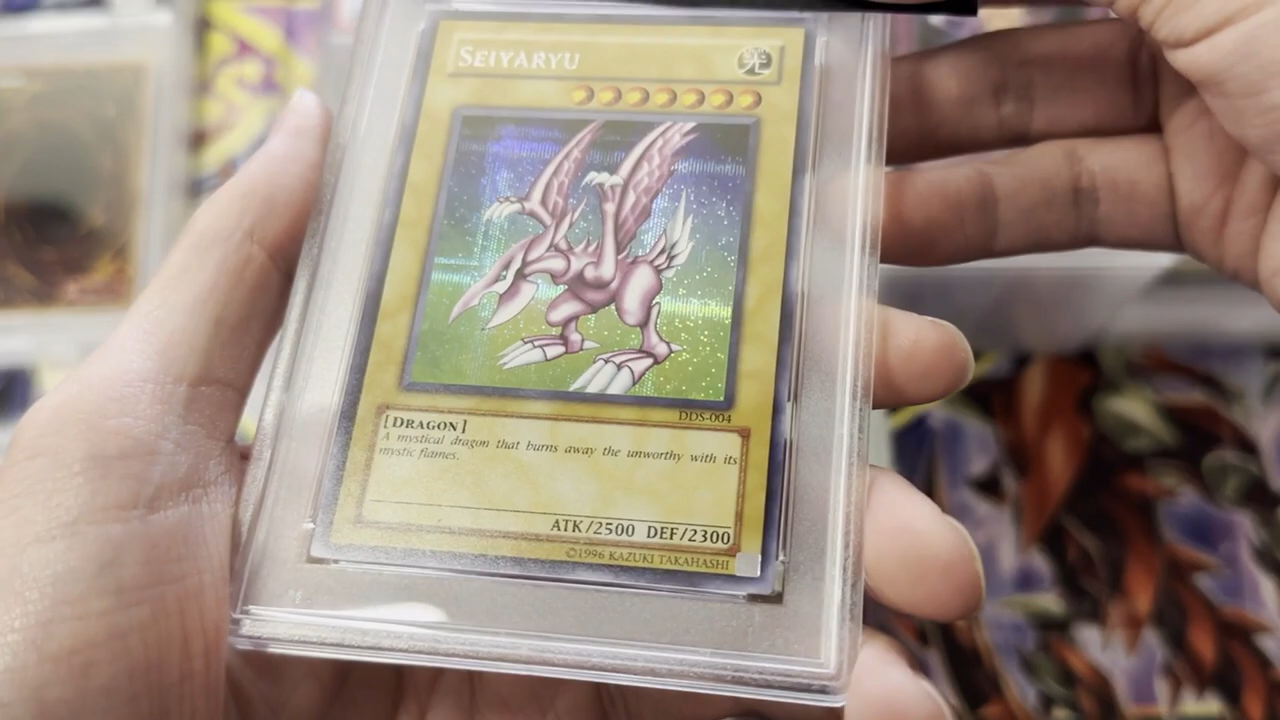 SEIYARYU
光
DDS-004
[DRAGON]
A mystical dragon that burns away the unworthy with its
mystic flames.
ATK/2500 DEF/2300
©1996 KAZUKI TAKAHASHI